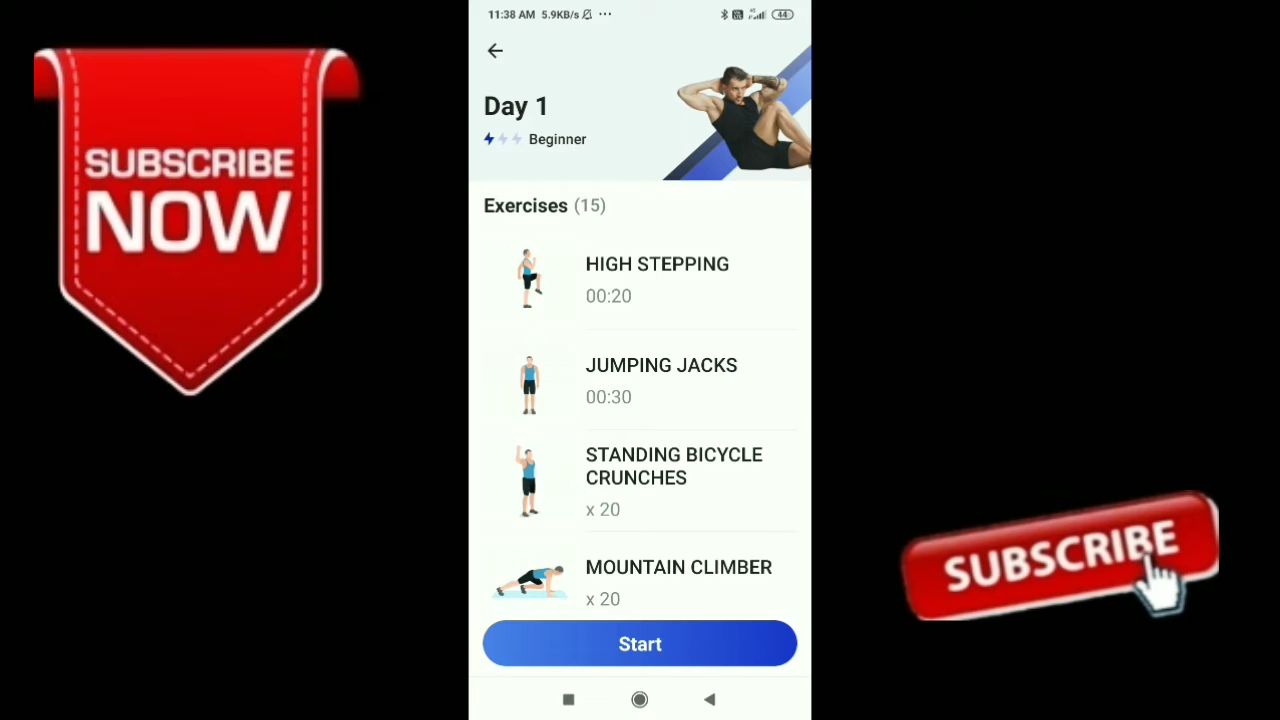 SUBSCRIBE
NOW
11:38 AM 5.9KB/s ...
44
Day 1
Beginner
Exercises (15)
HIGH STEPPING
00:20
JUMPING JACKS
00:30
STANDING BICYCLE
CRUNCHES
x 20
MOUNTAIN CLIMBER
x 20
Start
SUBSCRIBE